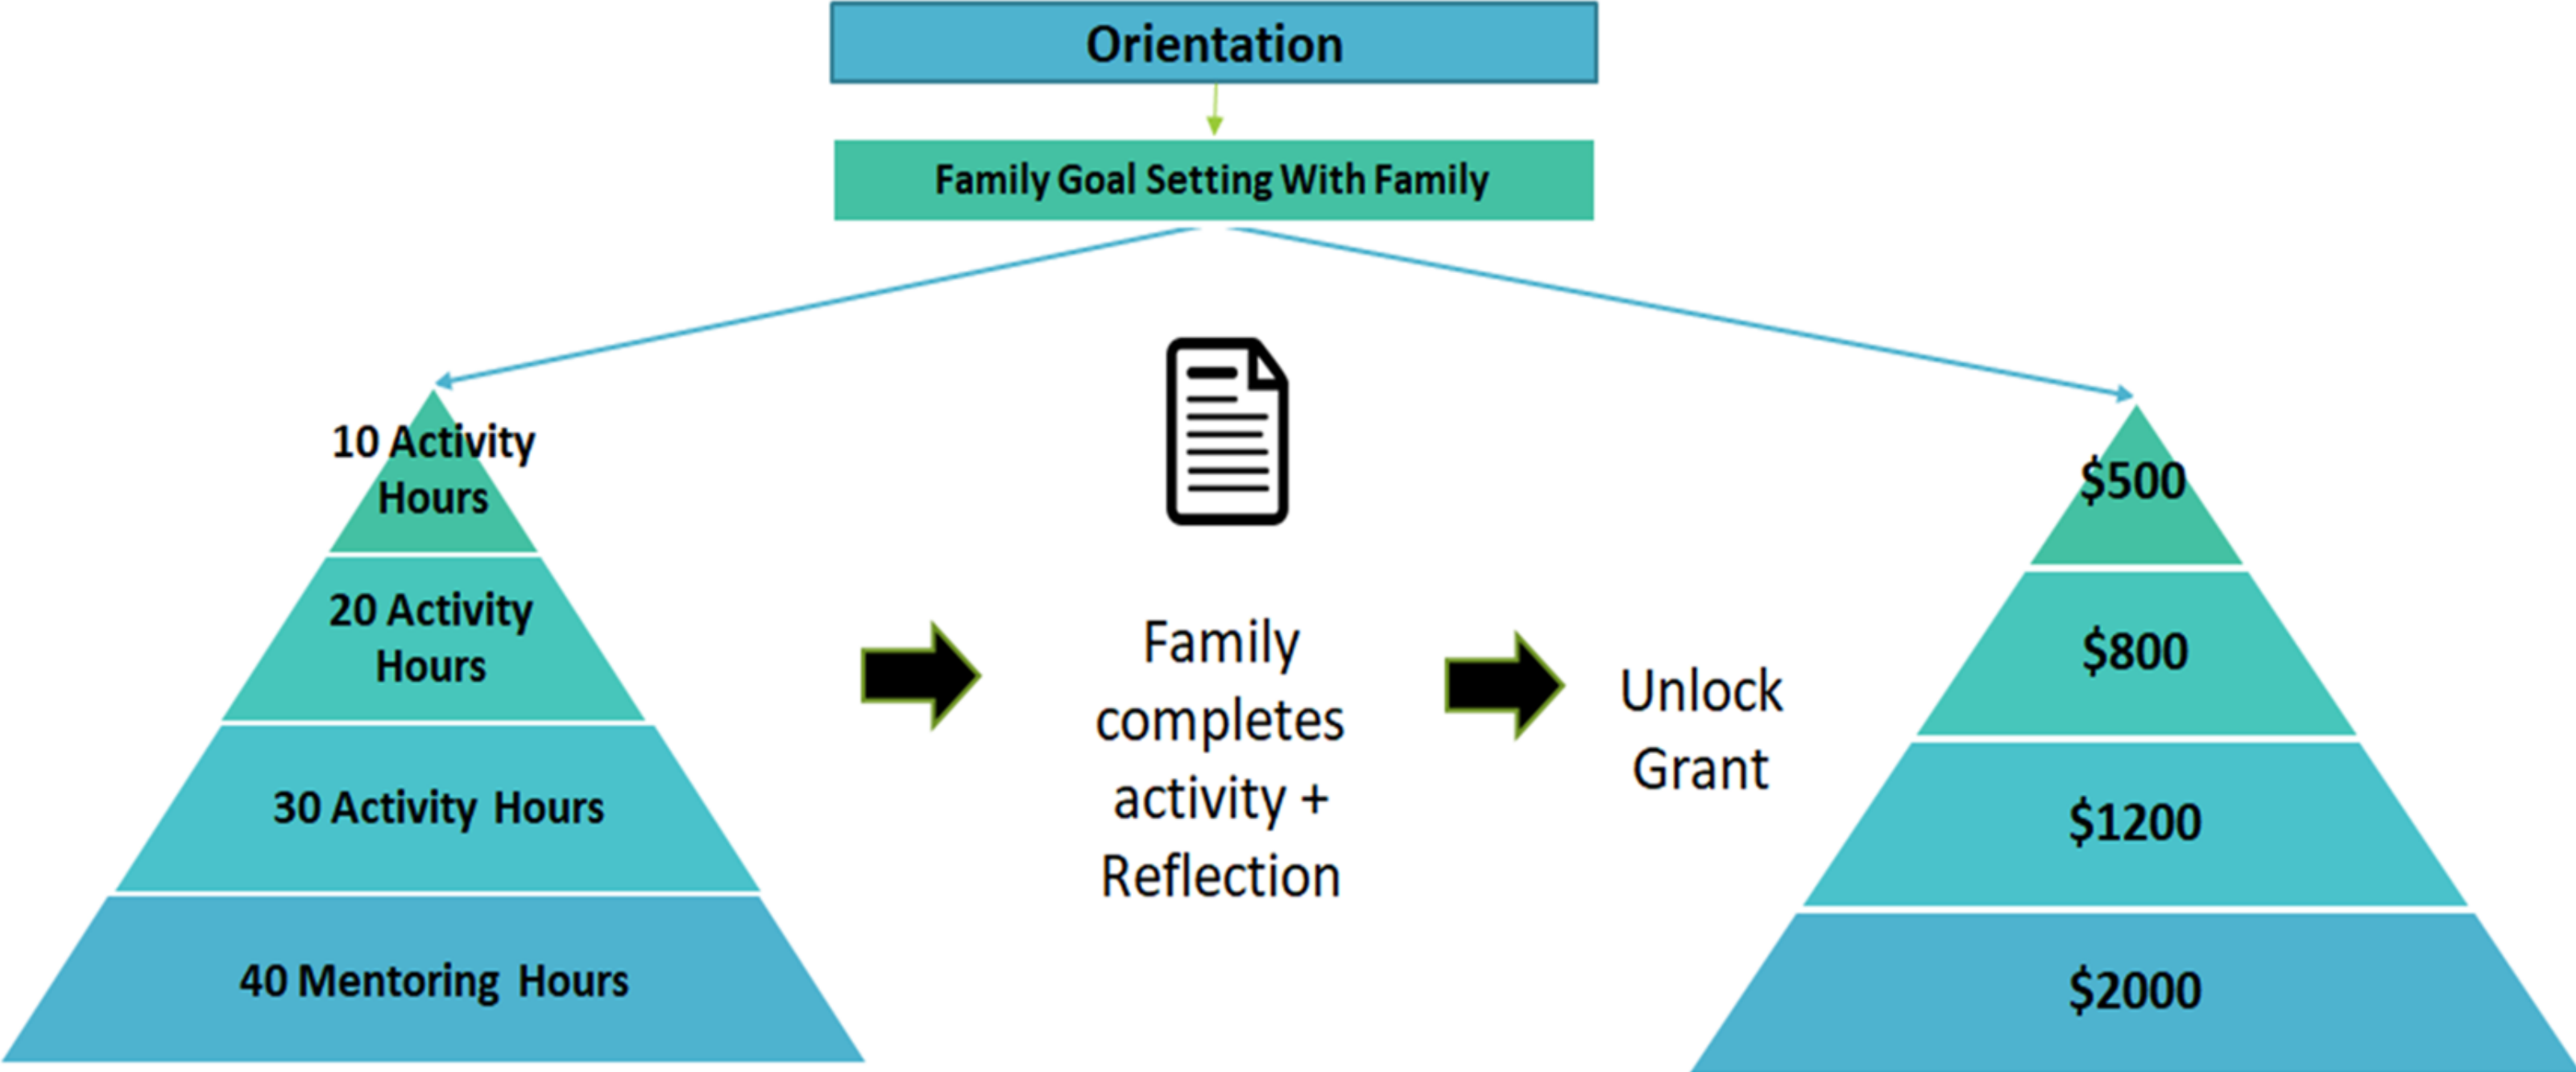 Orientation
Family Goal Setting With Family
10 Activity
Hours
20 Activity
Hours
30 Activity Hours
40 Mentoring Hours
Family
completes
activity +
Reflection
Unlock
Grant
$500
$800
$1200
$2000